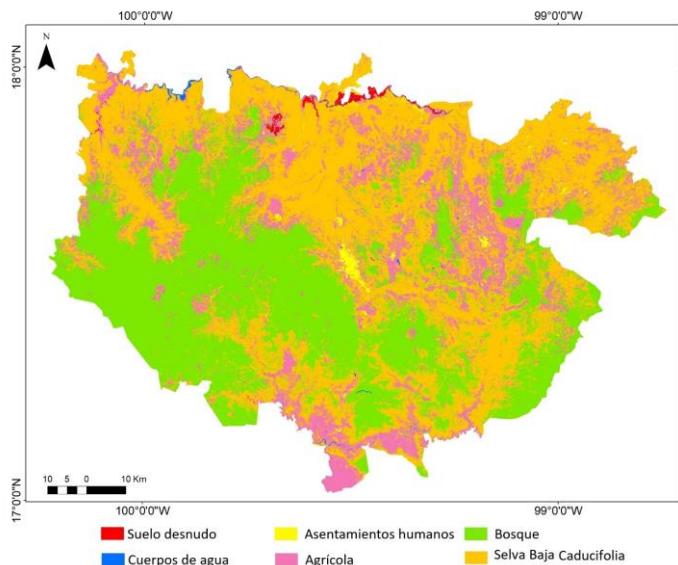 100°0'0"W 99°0'0"W
N
18°0'0"N
10 5 0 10 Km
17°0'0"N
100°0'0"W 99°0'0"W
Suelo desnudo Asentamientos humanos Bosque
Cuerpos de agua Agrícola Selva Baja Caducifolia